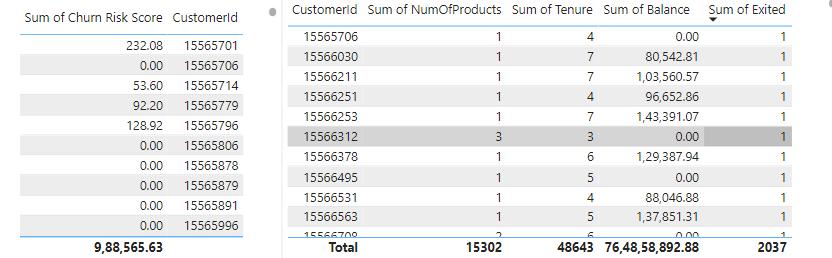 Sum of Churn Risk Score CustomerId
232.08 15565701
0.00 15565706
53.60 15565714
92.20 15565779
128.92 15565796
0.00 15565806
0.00 15565878
0.00 15565879
0.00 15565891
0.00 15565996
9,88,565.63
CustomerId Sum of NumOfProducts Sum of Tenure Sum of Balance Sum of Exited
15565706 1 4 0.00 1
15566030 1 7 80,542.81 1
15566211 1 7 1,03,560.57 1
15566251 1 4 96,652.86 1
15566253 1 7 1,43,391.07 1
15566312 3 3 0.00 1
15566378 1 6 1,29,387.94 1
15566495 1 5 0.00 1
15566531 1 4 88,046.88 1
15566563 1 5 1,37,851.31 1
15566708 2 6 0.00 1
Total 15302 48643 76,48,58,892.88 2037